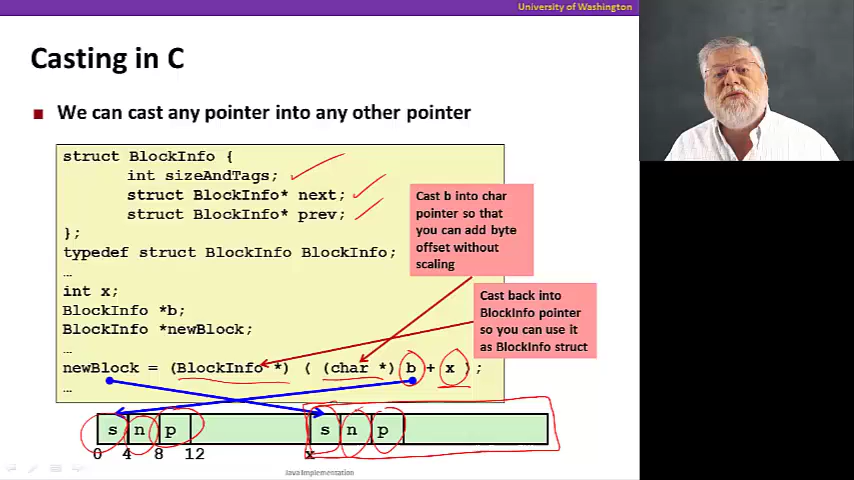 University of Washington
Casting in C
We can cast any pointer into any other pointer
struct BlockInfo {
int sizeAndTags;
struct BlockInfo* next;
struct BlockInfo* prev;
};
typedef struct BlockInfo BlockInfo;
…
int x;
BlockInfo *b;
BlockInfo *newBlock;
…
newBlock = (BlockInfo *) ( (char *) b + x );
…
Cast b into char
pointer so that
you can add byte
offset without
scaling
Cast back into
BlockInfo pointer
so you can use it
as BlockInfo struct
s n p s n p
0 4 8 12 x
Java Implementation